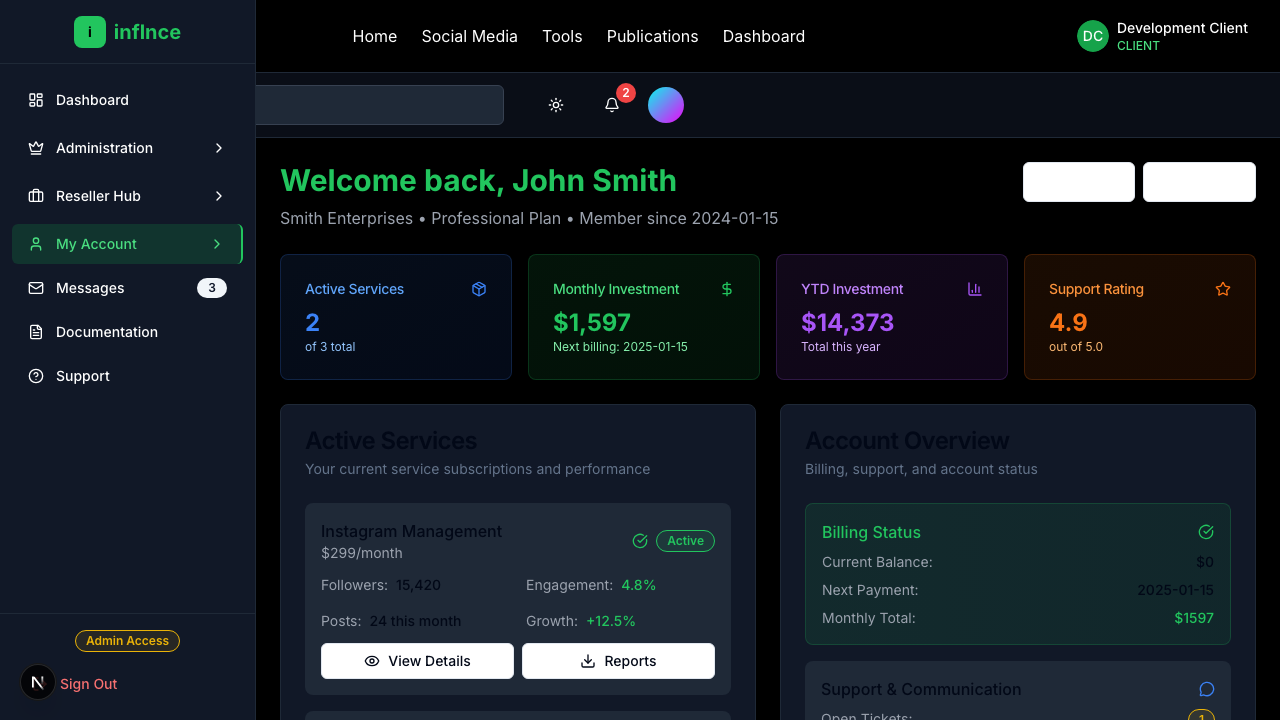 i inflnce
Home Social Media Tools Publications Dashboard
DC Development Client
CLIENT
Dashboard
Administration
Reseller Hub
My Account
Messages 3
Documentation
Support
Admin Access
N Sign Out
2
Welcome back, John Smith
Smith Enterprises • Professional Plan • Member since 2024-01-15
Active Services
2
of 3 total
Monthly Investment
$1,597
Next billing: 2025-01-15
YTD Investment
$14,373
Total this year
Support Rating
4.9
out of 5.0
Active Services
Your current service subscriptions and performance
Instagram Management
$299/month
Active
Followers: 15,420 Engagement: 4.8%
Posts: 24 this month Growth: +12.5%
View Details Reports
Account Overview
Billing, support, and account status
Billing Status
Current Balance: $0
Next Payment: 2025-01-15
Monthly Total: $1597
Support & Communication
Open Tickets: 1